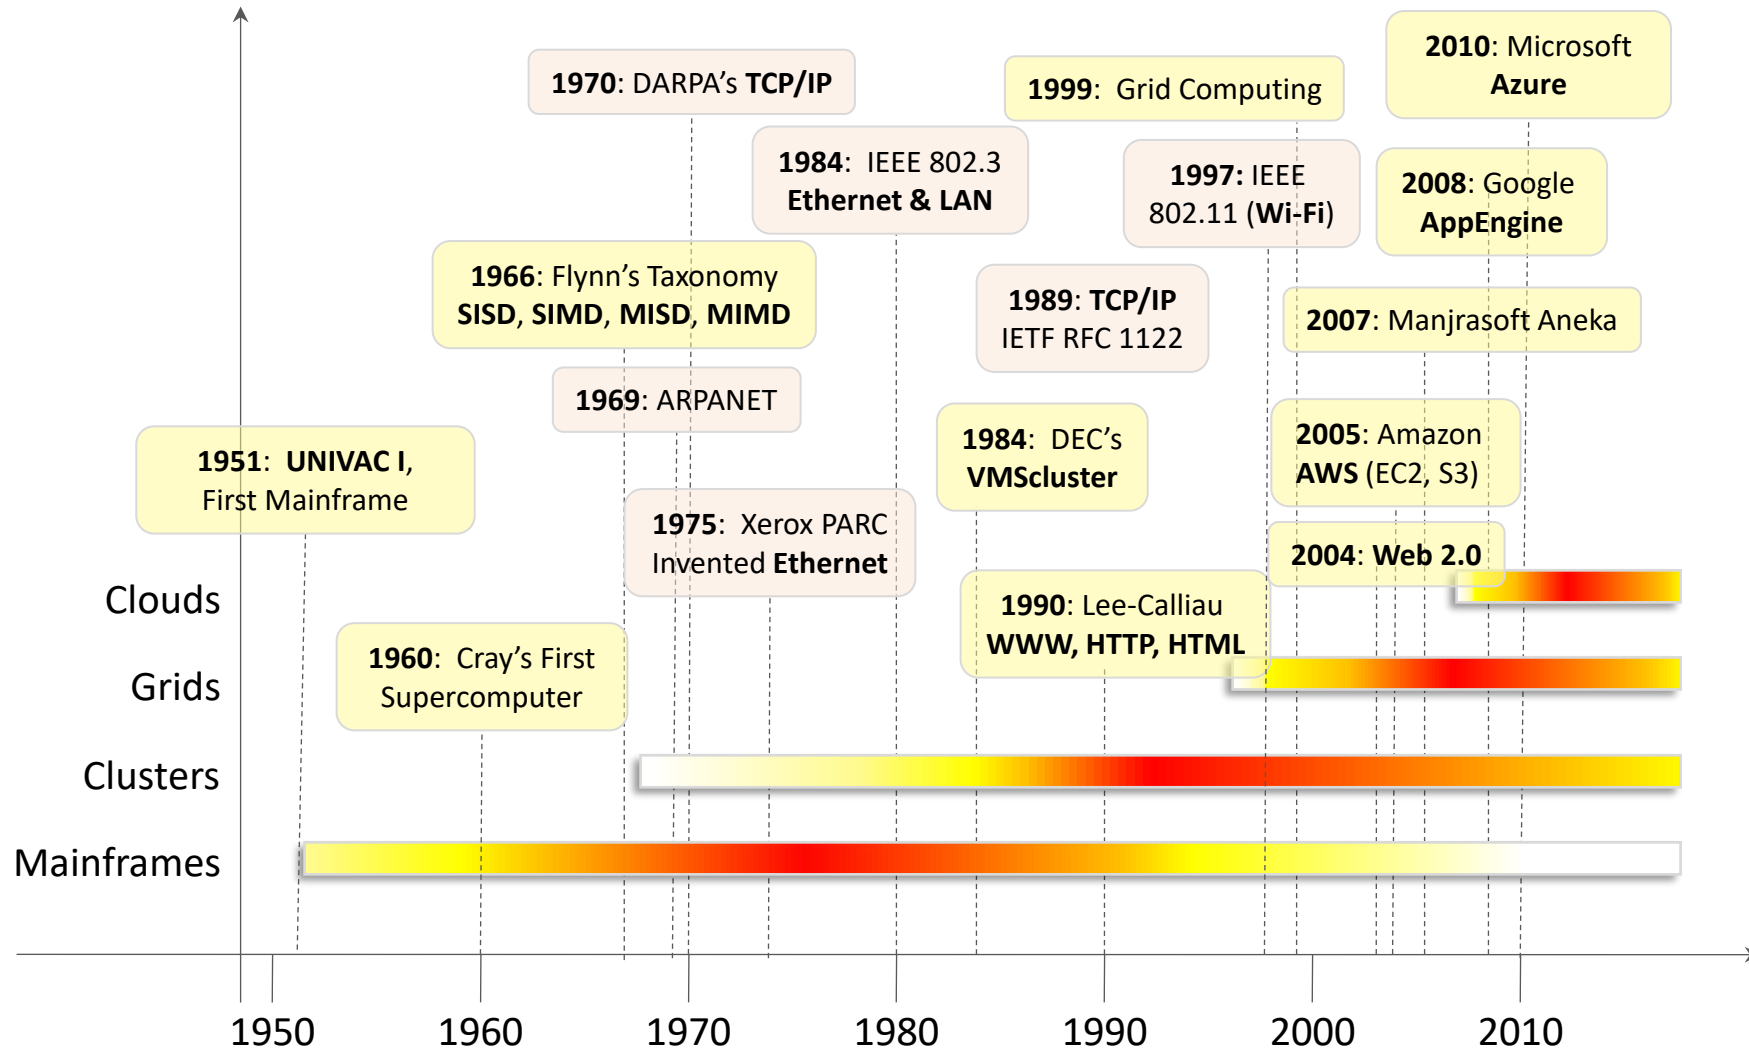 1970: DARPA's TCP/IP
1999: Grid Computing
2010: Microsoft
Azure
1984: IEEE 802.3
Ethernet & LAN
1997: IEEE
802.11 (Wi-Fi)
2008: Google
AppEngine
1966: Flynn's Taxonomy
SISD, SIMD, MISD, MIMD
1989: TCP/IP
IETF RFC 1122
2007: Manjrasoft Aneka
1969: ARPANET
1951: UNIVAC I,
First Mainframe
1984: DEC's
VMScluster
2005: Amazon
AWS (EC2, S3)
1975: Xerox PARC
Invented Ethernet
2004: Web 2.0
1990: Lee-Calliau
WWW, HTTP, HTML
1960: Cray's First
Supercomputer
Clouds
Grids
Clusters
Mainframes
1950 1960 1970 1980 1990 2000 2010